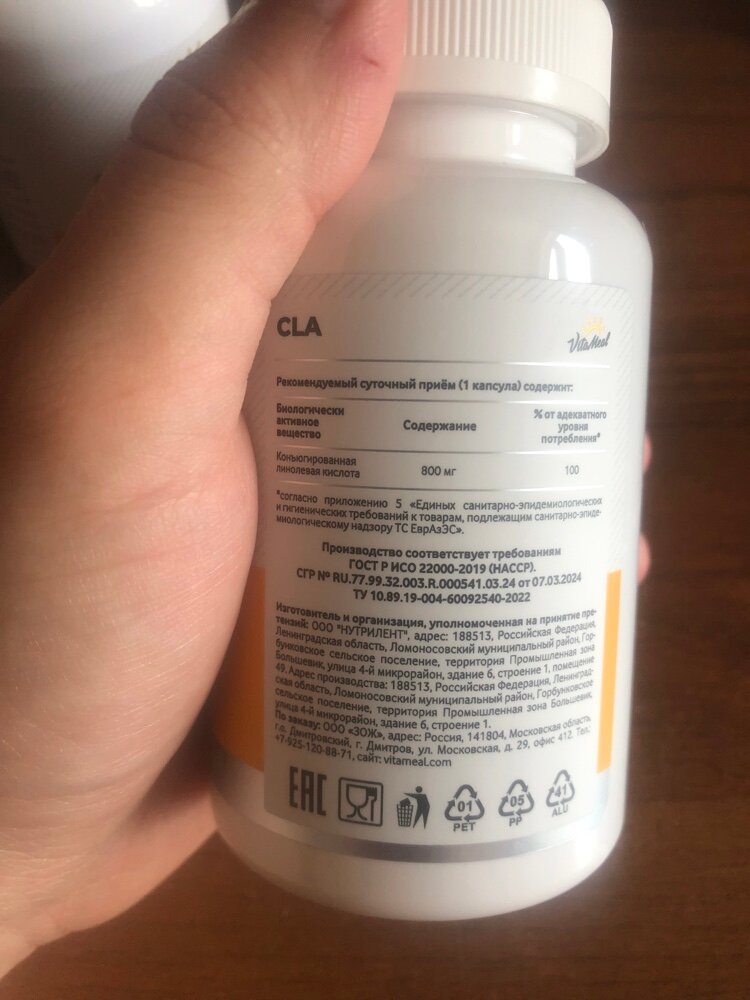 CLA
VitaMeal
Рекомендуемый суточный приём (1 капсула) содержит:
Биологически активное вещество
Содержание
% от адекватного уровня потребления*
Конъюгированная линолевая кислота
800 мг
100
*согласно приложению 5 «Единых санитарно-эпидемиологических
и гигиенических требований к товарам, подлежащим санитарно-эпиде-
миологическому надзору ТС ЕврАзЭС».
Производство соответствует требованиям
ГОСТ Р ИСО 22000-2019 (НАССР).
СГР № RU.77.99.32.003.R.000541.03.24 от 07.03.2024
ТУ 10.89.19-004-60092540-2022
Изготовитель и организация, уполномоченная на принятие пре-
тензий: ООО "НУТРИЛЕНТ", адрес: 188513, Российская Федерация,
Ленинградская область, Ломоносовский муниципальный район, Гор-
бунковское сельское поселение, территория Промышленная зона
Большевик, улица 4-й микрорайон, здание 6, строение 1, помещение
49. Адрес производства: 188513, Российская Федерация, Ленинград-
ская область, Ломоносовский муниципальный район, Горбунковское
сельское поселение, территория Промышленная зона Большевик,
улица 4-й микрорайон, здание 6, строение 1.
По заказу: ООО «ЗОЖ», адрес: Россия, 141804, Московская область,
г.о. Дмитровский, г. Дмитров, ул. Московская, д. 29, офис 412. Тел.:
+7-925-120-88-71, сайт: vitameal.com
EAC
01 PET
05 PP
41 ALU